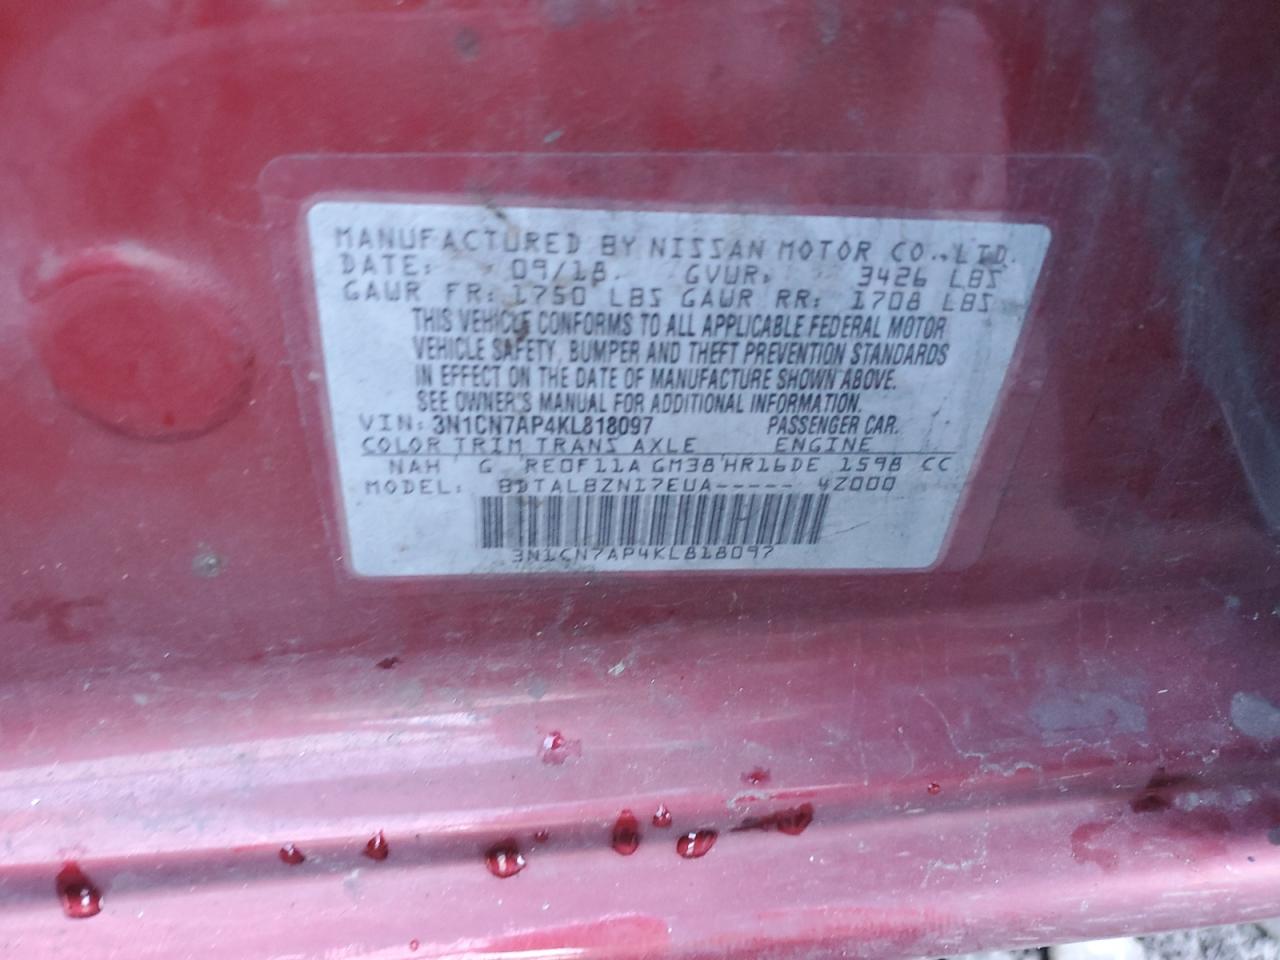 MANUFACTURED BY NISSAN MOTOR CO., LTD.
DATE: 09/18. GVWR: 3426 LBS
GAWR FR: 1750 LBS GAWR RR: 1708 LBS
THIS VEHICLE CONFORMS TO ALL APPLICABLE FEDERAL MOTOR
VEHICLE SAFETY, BUMPER AND THEFT PREVENTION STANDARDS
IN EFFECT ON THE DATE OF MANUFACTURE SHOWN ABOVE.
SEE OWNER'S MANUAL FOR ADDITIONAL INFORMATION.
VIN: 3N1CN7AP4KL818097 PASSENGER CAR.
COLOR TRIM TRANS AXLE ENGINE
NAH G RE0F11A GM38 HR16DE 1598 CC
MODEL: BDTALBZN17EUA----- 4Z000
3N1CN7AP4KL818097